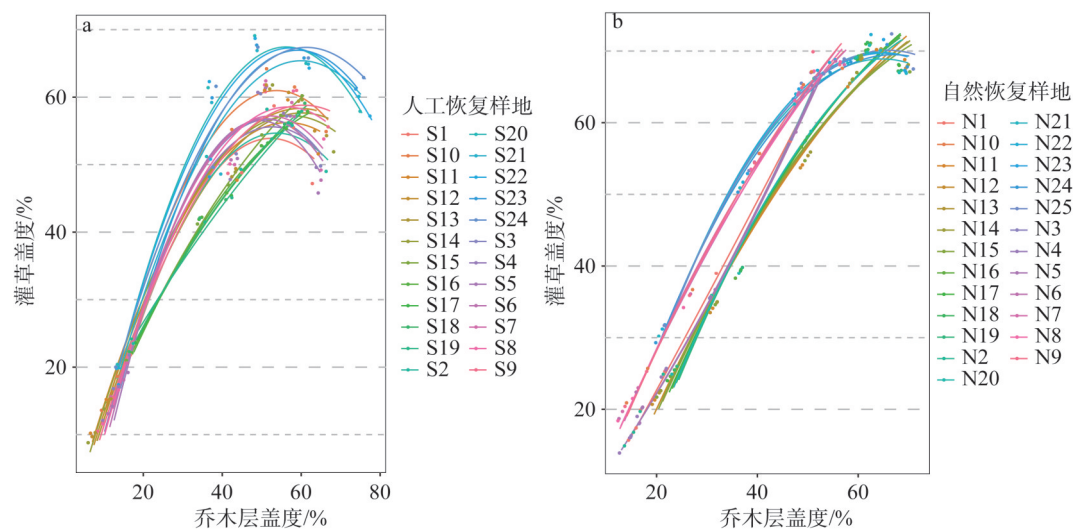 a
60
40
20
20
40
60
80
灌草盖度/%
乔木层盖度/%
人工恢复样地
S1 S20
S10 S21
S11 S22
S12 S23
S13 S24
S14 S3
S15 S4
S16 S5
S17 S6
S18 S7
S19 S8
S2 S9
b
60
40
20
20
40
60
灌草盖度/%
乔木层盖度/%
自然恢复样地
N1 N21
N10 N22
N11 N23
N12 N24
N13 N25
N14 N3
N15 N4
N16 N5
N17 N6
N18 N7
N19 N8
N2 N9
N20